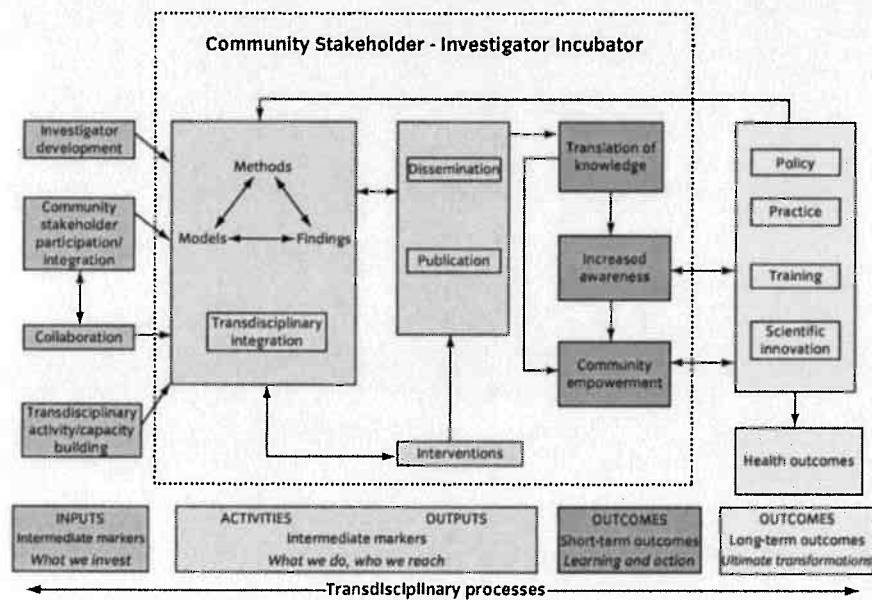 Community Stakeholder - Investigator Incubator
Investigator
development
Community
stakeholder
participation/
integration
Collaboration
Transdisciplinary
activity/capacity
building
Methods
Models
Findings
Transdisciplinary
integration
Dissemination
Publication
Interventions
Translation of
knowledge
Increased
awareness
Community
empowerment
Policy
Practice
Training
Scientific
innovation
Health outcomes
INPUTS
Intermediate markers
What we invest
ACTIVITIES OUTPUTS
Intermediate markers
What we do, who we reach
OUTCOMES
Short-term outcomes
Learning and action
OUTCOMES
Long-term outcomes
Ultimate transformations
Transdisciplinary processes